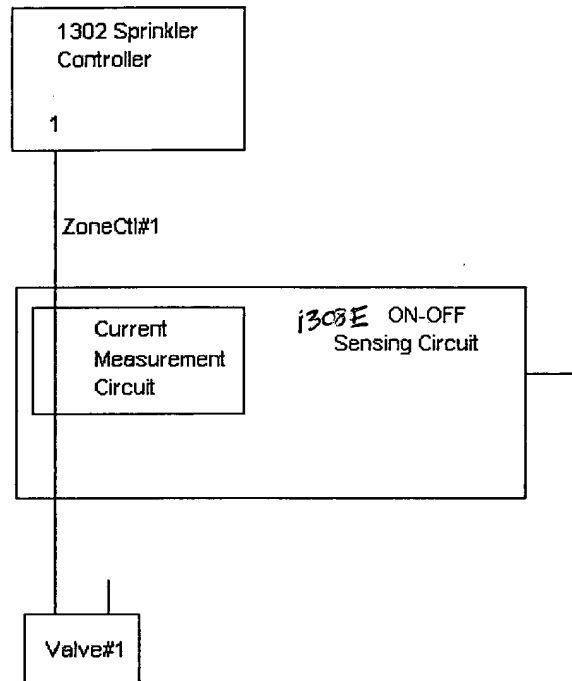 1302 Sprinkler
Controller
1
ZoneCtl#1
Current
Measurement
Circuit
1308E ON-OFF
Sensing Circuit
Valve#1